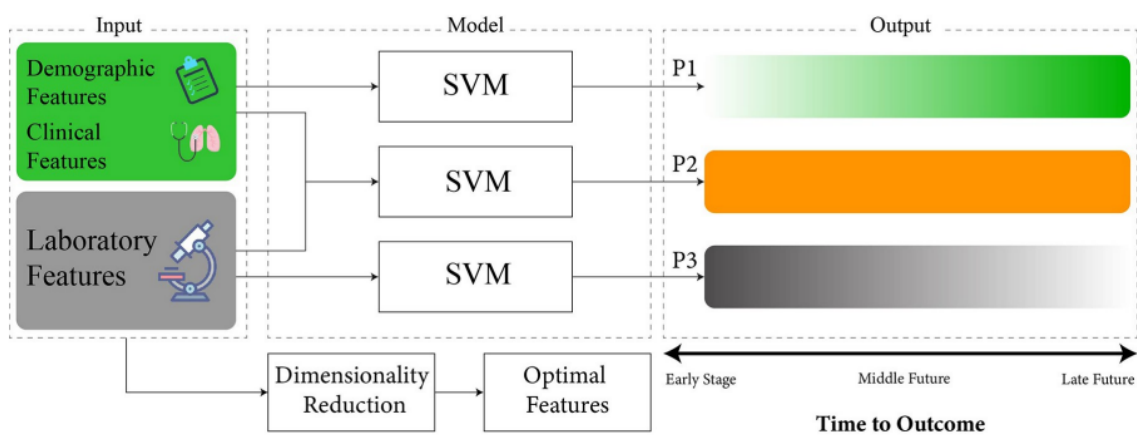 Input
Model
Output
Demographic
Features
Clinical
Features
Laboratory
Features
SVM
SVM
SVM
P1
P2
P3
Dimensionality
Reduction
Optimal
Features
Early Stage
Middle Future
Late Future
Time to Outcome